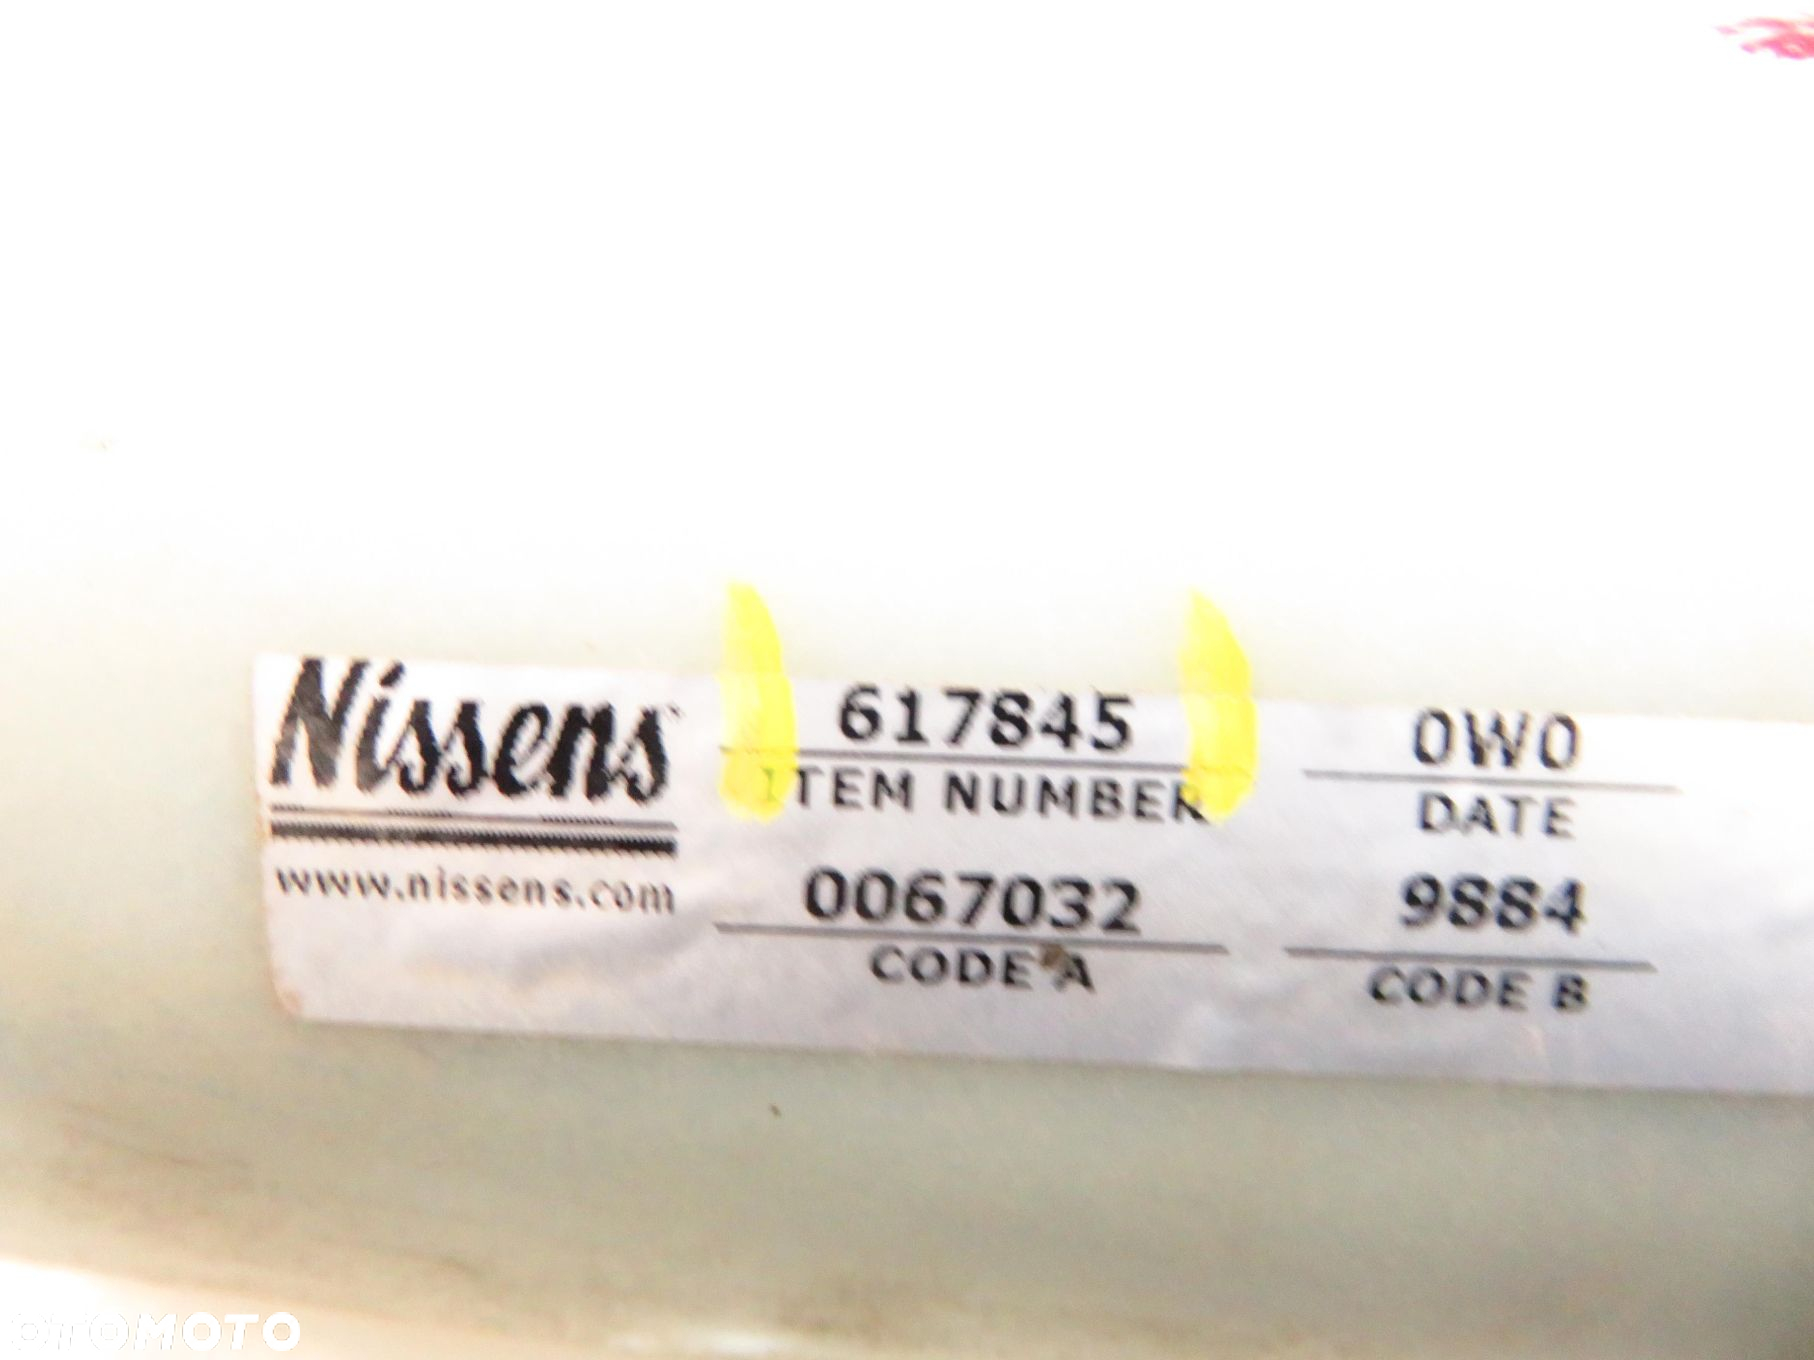 Nissens
www.nissens.com
617845
ITEM NUMBER
0067032
CODE A
0W0
DATE
9884
CODE B
OTOMOTO